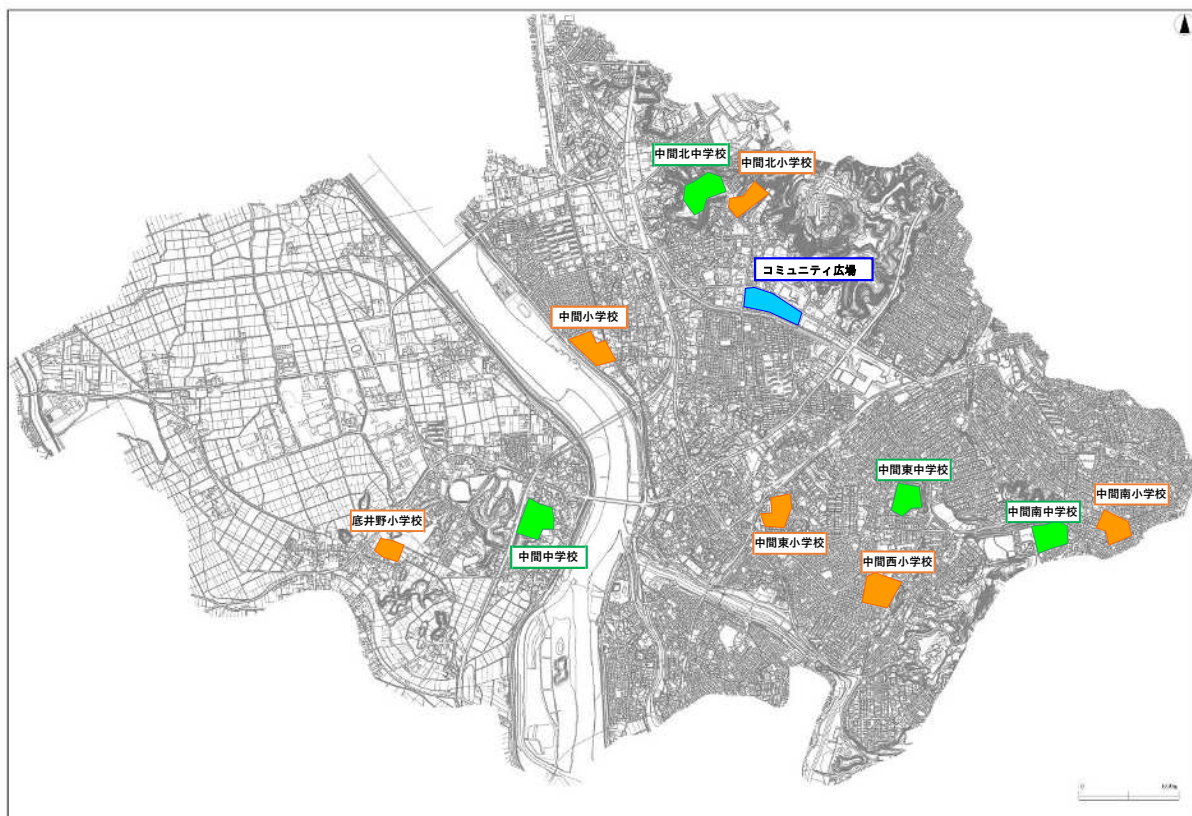 中間北中学校
中間北小学校
コミュニティ広場
中間小学校
中間東中学校
中間南小学校
中間南中学校
底井野小学校
中間東小学校
中間中学校
中間西小学校
0